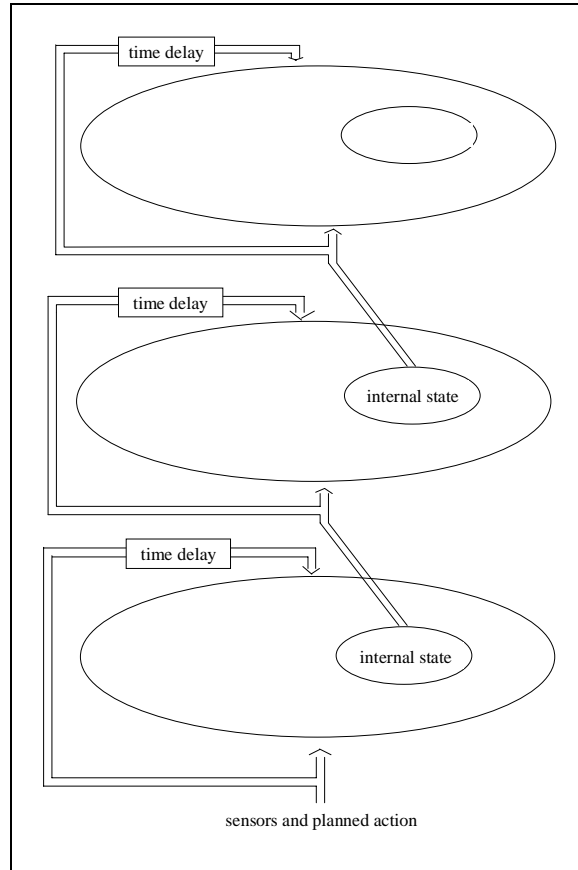 time delay
time delay
internal state
time delay
internal state
sensors and planned action